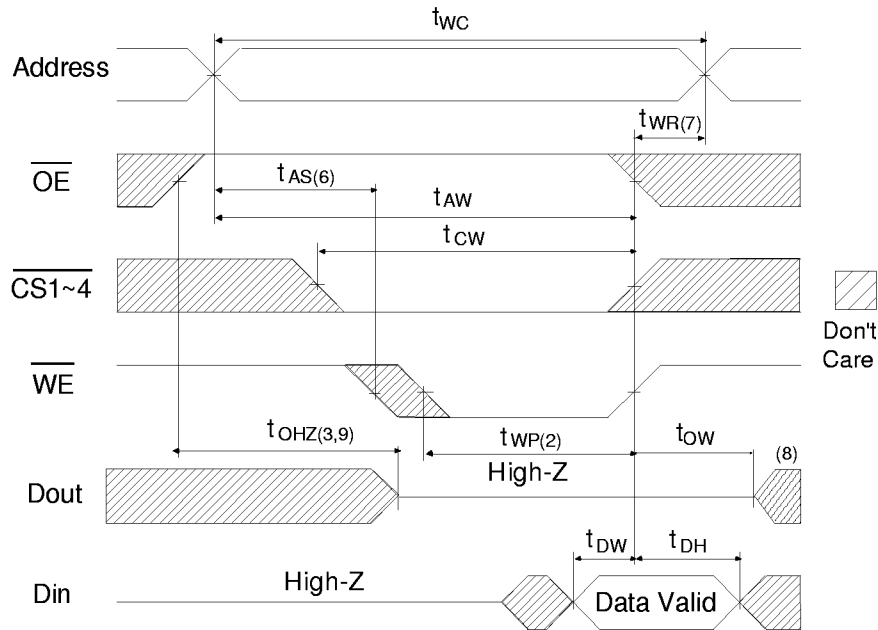 tWC
Address
tWR(7)
OE
tAS(6)
tAW
tCW
CS1~4
Don't
Care
WE
tOHZ(3,9)
tWP(2)
tOW
High-Z
(8)
Dout
tDW
tDH
High-Z
Din
Data Valid